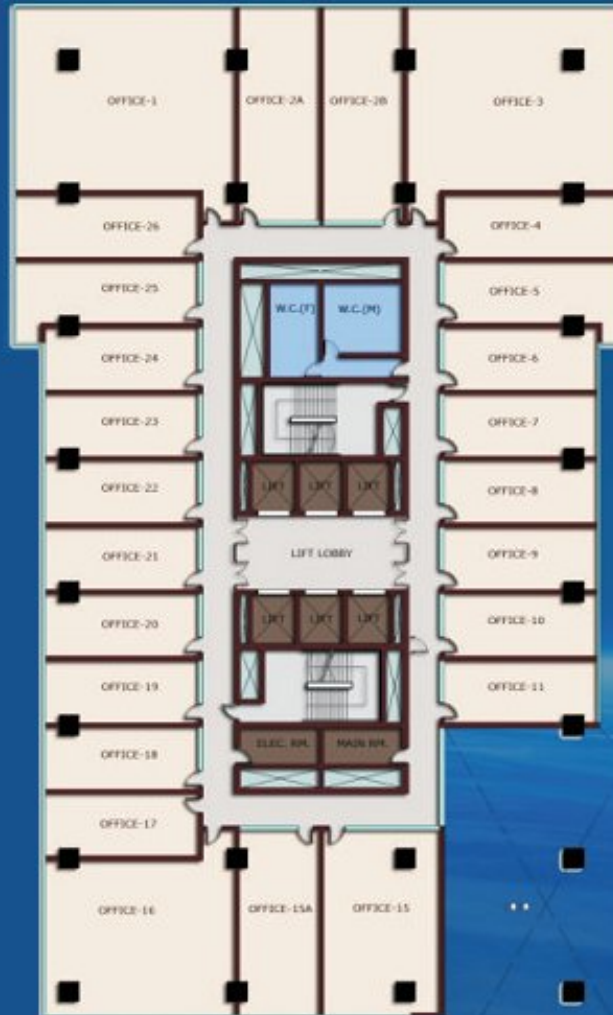 OFFICE-1
OFFICE-2A
OFFICE-2B
OFFICE-3
OFFICE-26
OFFICE-4
OFFICE-25
OFFICE-5
W.C.(F)
W.C.(M)
OFFICE-24
OFFICE-6
OFFICE-23
OFFICE-7
OFFICE-22
LIFT
LIFT
LIFT
OFFICE-8
OFFICE-21
LIFT LOBBY
OFFICE-9
OFFICE-20
LIFT
LIFT
LIFT
OFFICE-10
OFFICE-19
OFFICE-11
OFFICE-18
ELEC. RM.
MAIN RM.
OFFICE-17
OFFICE-16
OFFICE-15A
OFFICE-15